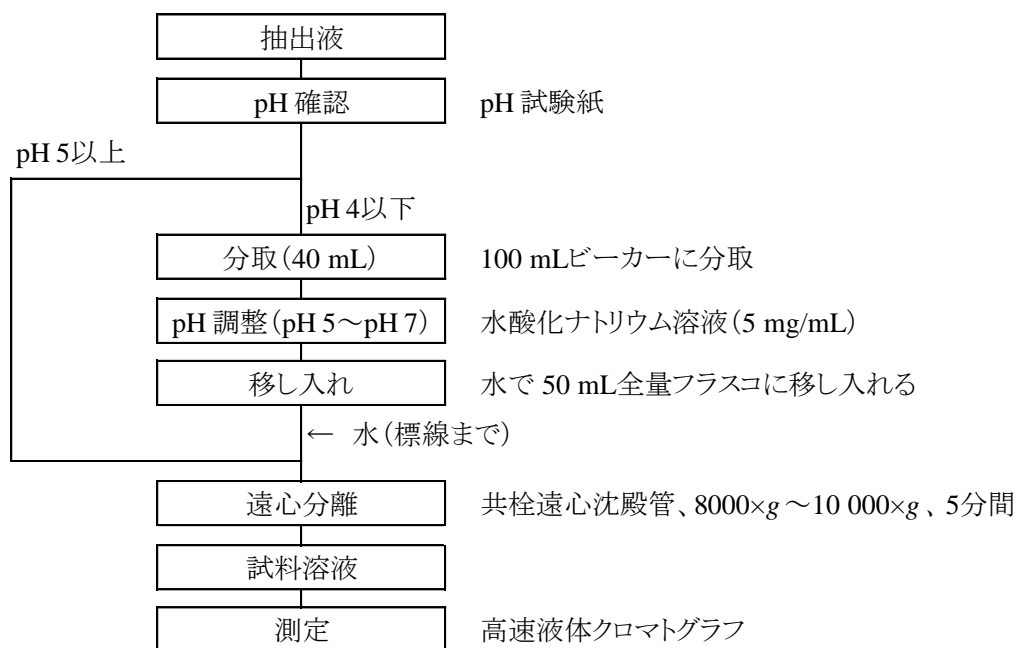 抽出液
pH 確認 pH 試験紙
pH 5以上
pH 4以下
分取(40 mL) 100 mLビーカーに分取
pH 調整(pH 5~pH 7) 水酸化ナトリウム溶液(5 mg/mL)
移し入れ 水で 50 mL全量フラスコに移し入れる
← 水(標線まで)
遠心分離 共栓遠心沈殿管、8000×g ~10 000×g 、5分間
試料溶液
測定 高速液体クロマトグラフ